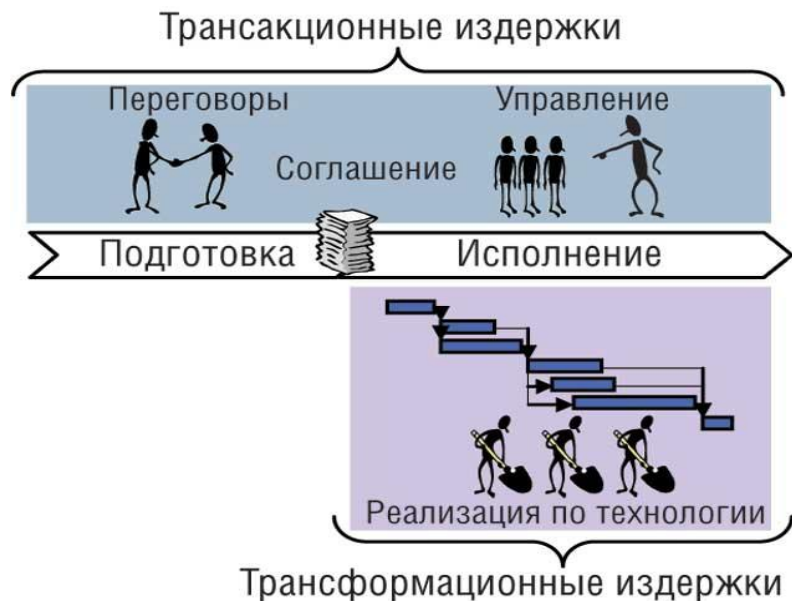 Трансакционные издержки
Переговоры
Управление
Соглашение
Подготовка
Исполнение
Реализация по технологии
Трансформационные издержки